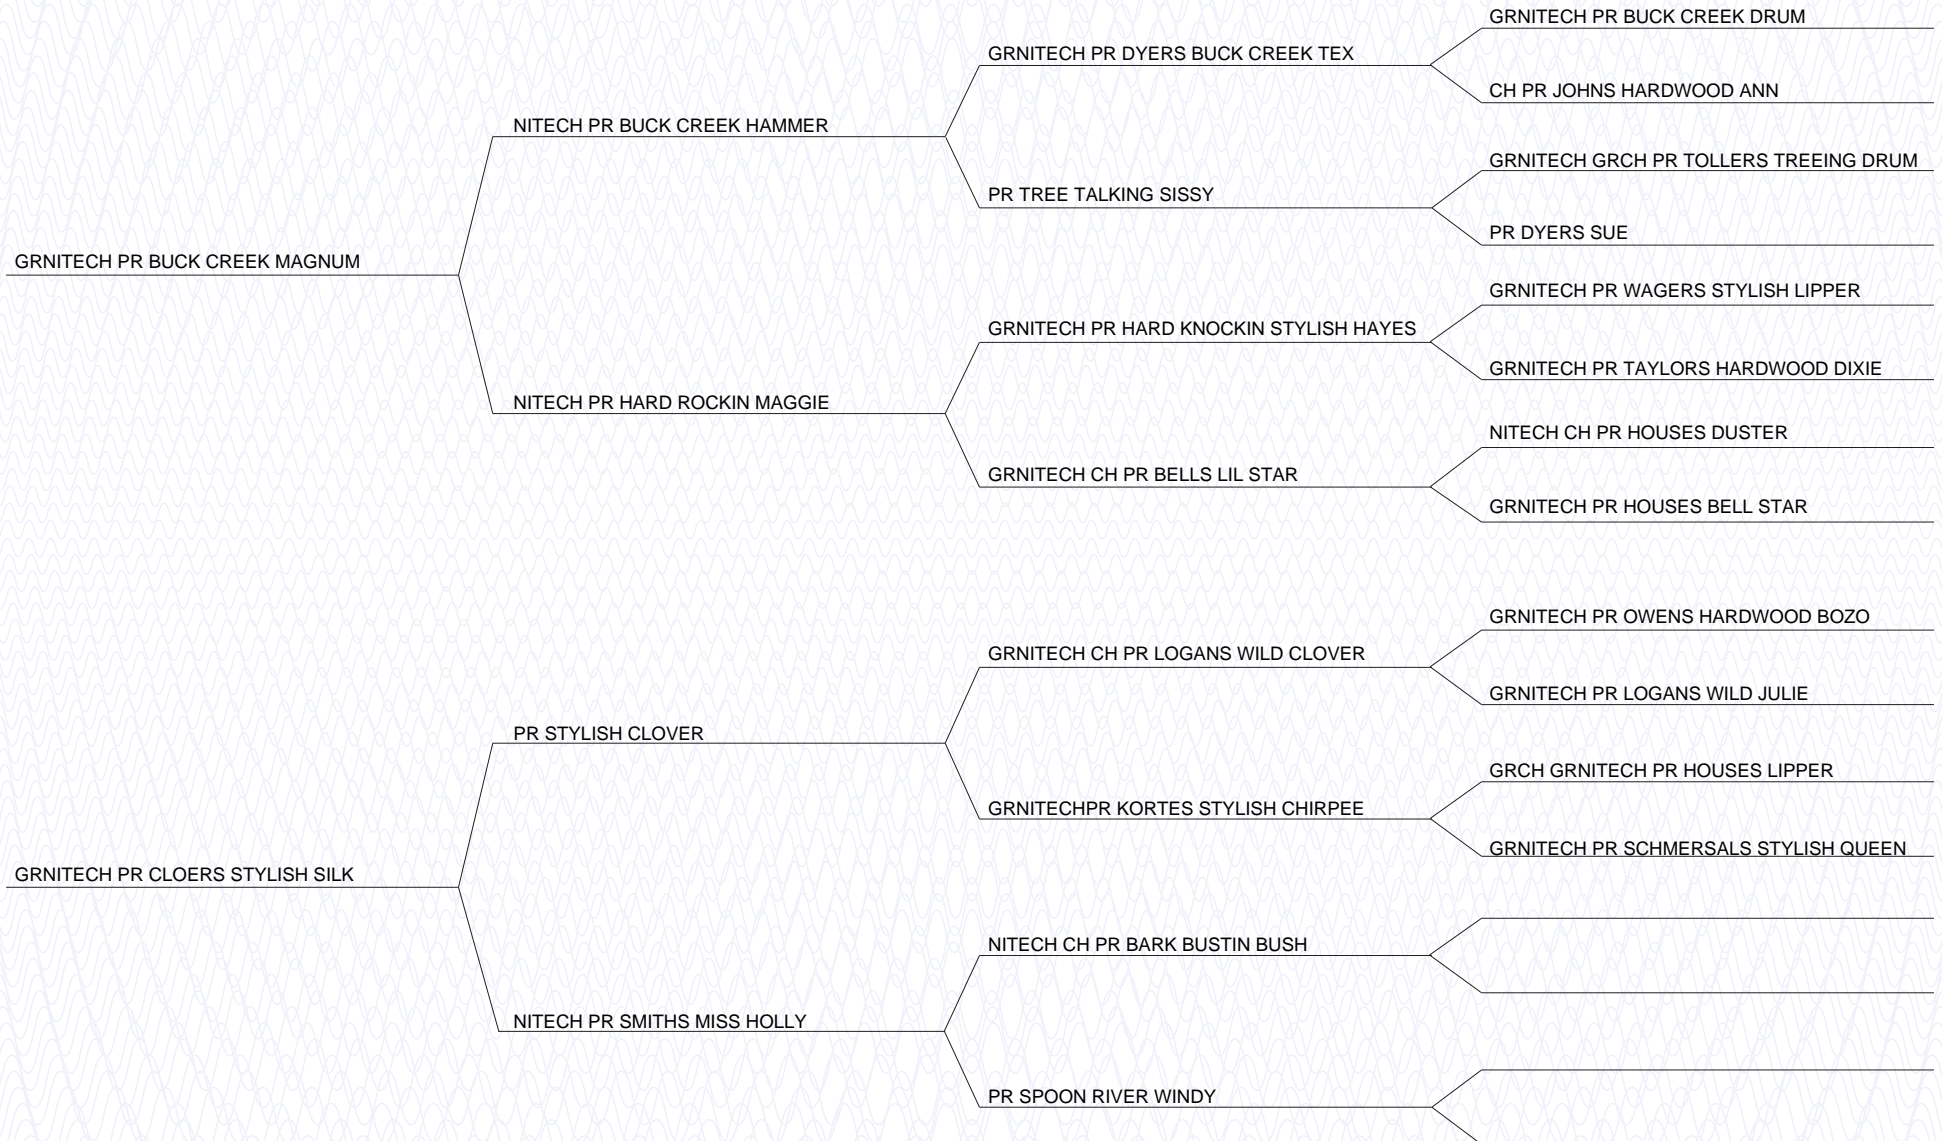 GRNITECH PR BUCK CREEK DRUM
GRNITECH PR DYERS BUCK CREEK TEX
CH PR JOHNS HARDWOOD ANN
NITECH PR BUCK CREEK HAMMER
GRNITECH GRCH PR TOLLERS TREEING DRUM
PR TREE TALKING SISSY
PR DYERS SUE
GRNITECH PR BUCK CREEK MAGNUM
GRNITECH PR WAGERS STYLISH LIPPER
GRNITECH PR HARD KNOCKIN STYLISH HAYES
GRNITECH PR TAYLORS HARDWOOD DIXIE
NITECH PR HARD ROCKIN MAGGIE
NITECH CH PR HOUSES DUSTER
GRNITECH CH PR BELLS LIL STAR
GRNITECH PR HOUSES BELL STAR
GRNITECH PR OWENS HARDWOOD BOZO
GRNITECH CH PR LOGANS WILD CLOVER
GRNITECH PR LOGANS WILD JULIE
PR STYLISH CLOVER
GRCH GRNITECH PR HOUSES LIPPER
GRNITECHPR KORTES STYLISH CHIRPEE
GRNITECH PR SCHMERSALS STYLISH QUEEN
GRNITECH PR CLOERS STYLISH SILK
NITECH CH PR BARK BUSTIN BUSH
NITECH PR SMITHS MISS HOLLY
PR SPOON RIVER WINDY